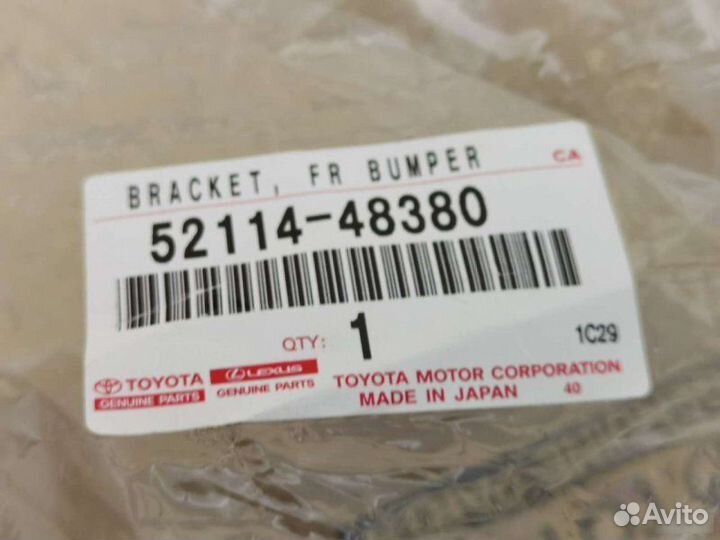 BRACKET, FR BUMPER
CA
52114-48380
QTY: 1
1C29
TOYOTA
GENUINE PARTS
LEXUS
GENUINE PARTS
TOYOTA MOTOR CORPORATION
MADE IN JAPAN 40
Avito